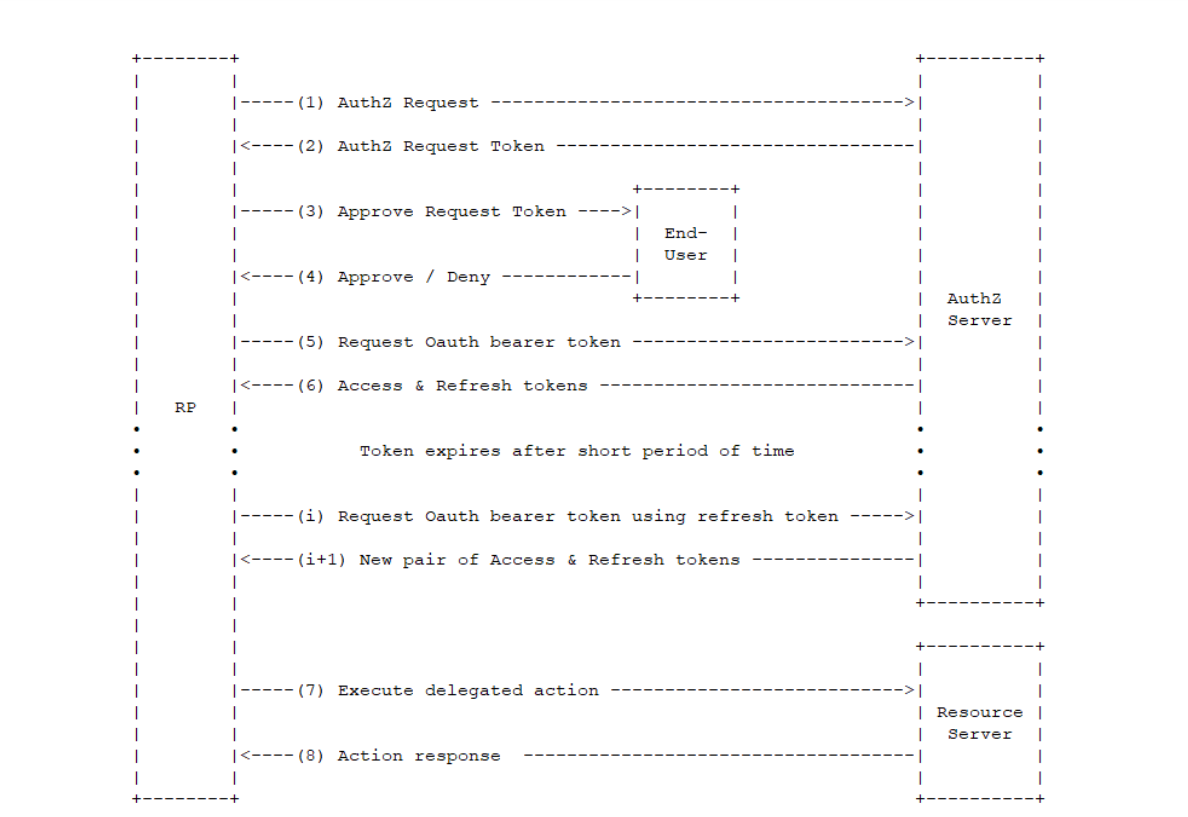 (1) AuthZ Request
(2) AuthZ Request Token
(3) Approve Request Token
End-
User
(4) Approve / Deny
AuthZ
Server
(5) Request Oauth bearer token
(6) Access & Refresh tokens
RP
Token expires after short period of time
(i) Request Oauth bearer token using refresh token
(i+1) New pair of Access & Refresh tokens
(7) Execute delegated action
Resource
Server
(8) Action response